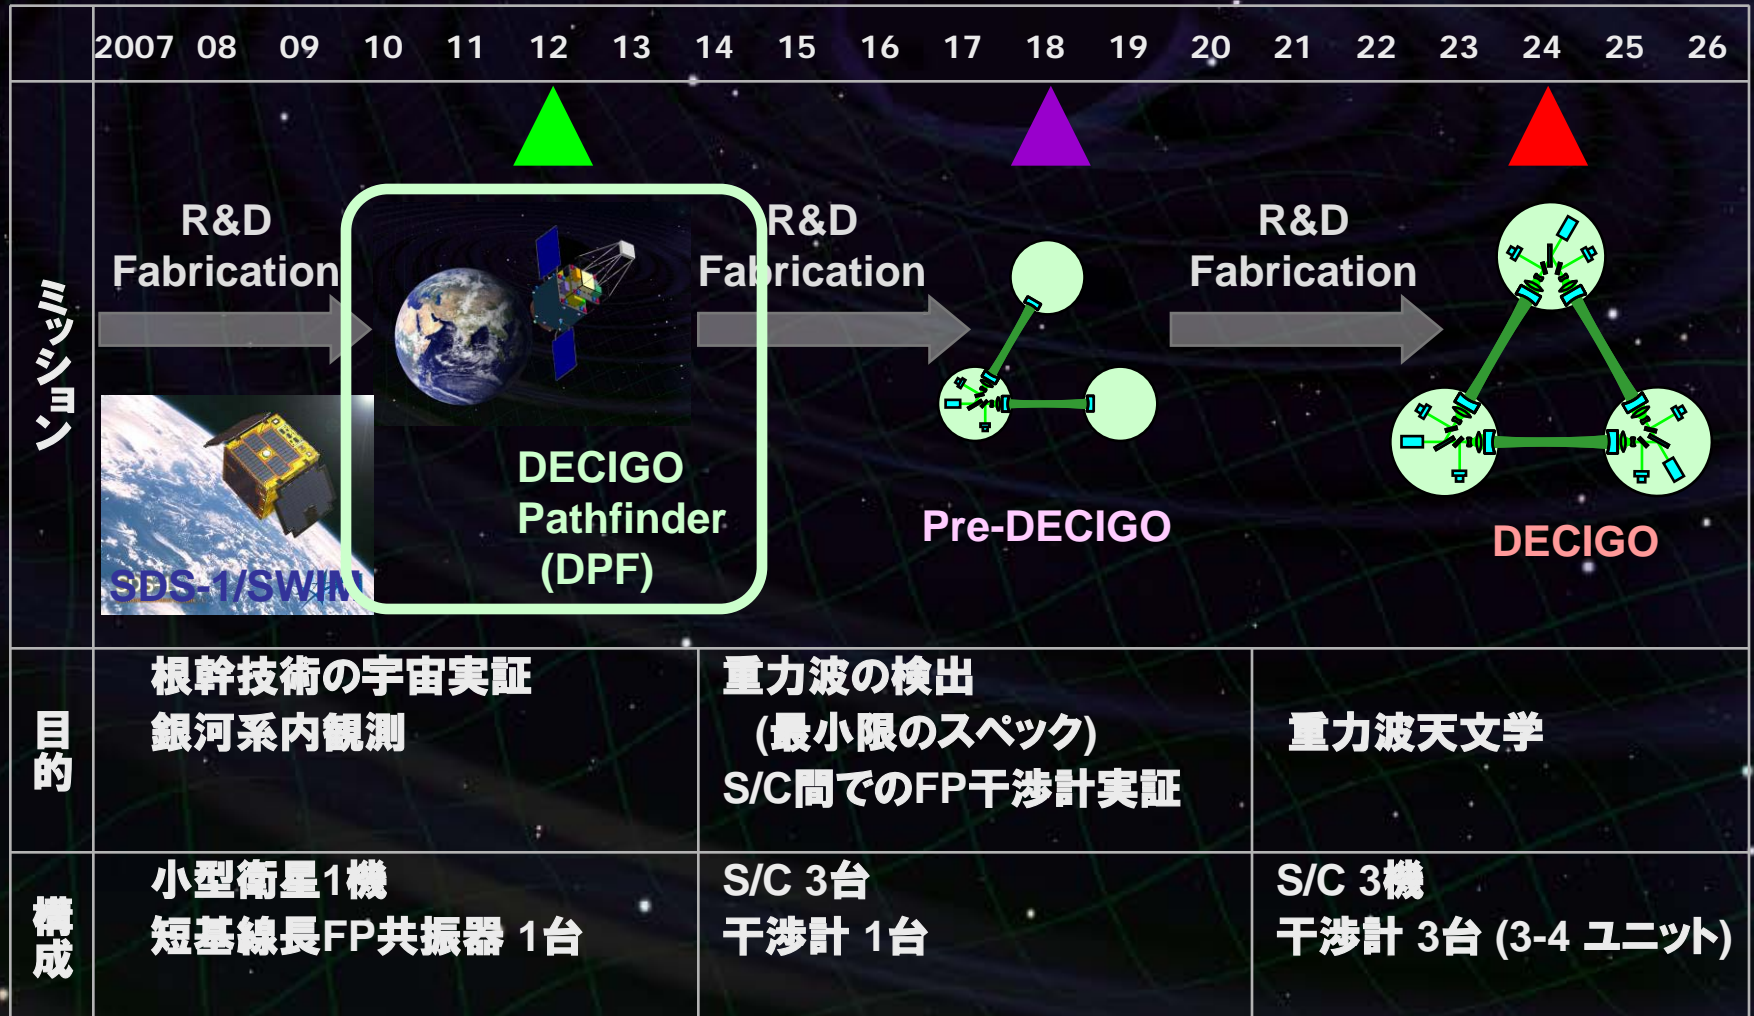 2007 08 09 10 11 12 13 14 15 16 17 18 19 20 21 22 23 24 25 26
ミッション
R&D
Fabrication
R&D
Fabrication
R&D
Fabrication
SDS-1/SWIM
DECIGO
Pathfinder
(DPF)
Pre-DECIGO
DECIGO
目的
根幹技術の宇宙実証
銀河系内観測
重力波の検出
(最小限のスペック)
S/C間でのFP干渉計実証
重力波天文学
構成
小型衛星1機
短基線長FP共振器 1台
S/C 3台
干渉計 1台
S/C 3機
干渉計 3台 (3-4 ユニット)